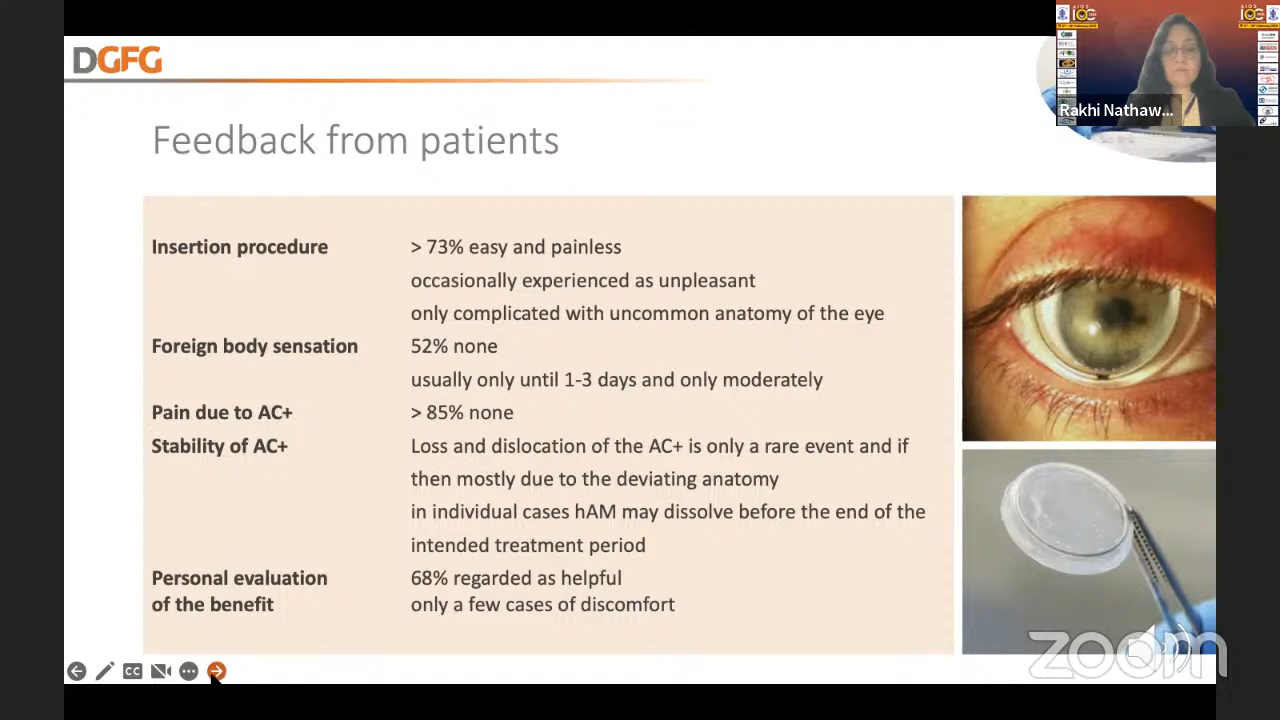 DGFG
Rakhi Nathaw...
Feedback from patients
Insertion procedure > 73% easy and painless
occasionally experienced as unpleasant
only complicated with uncommon anatomy of the eye
Foreign body sensation 52% none
usually only until 1-3 days and only moderately
Pain due to AC+ > 85% none
Stability of AC+ Loss and dislocation of the AC+ is only a rare event and if
then mostly due to the deviating anatomy
in individual cases hAM may dissolve before the end of the
intended treatment period
Personal evaluation 68% regarded as helpful
of the benefit only a few cases of discomfort
CC
zoom